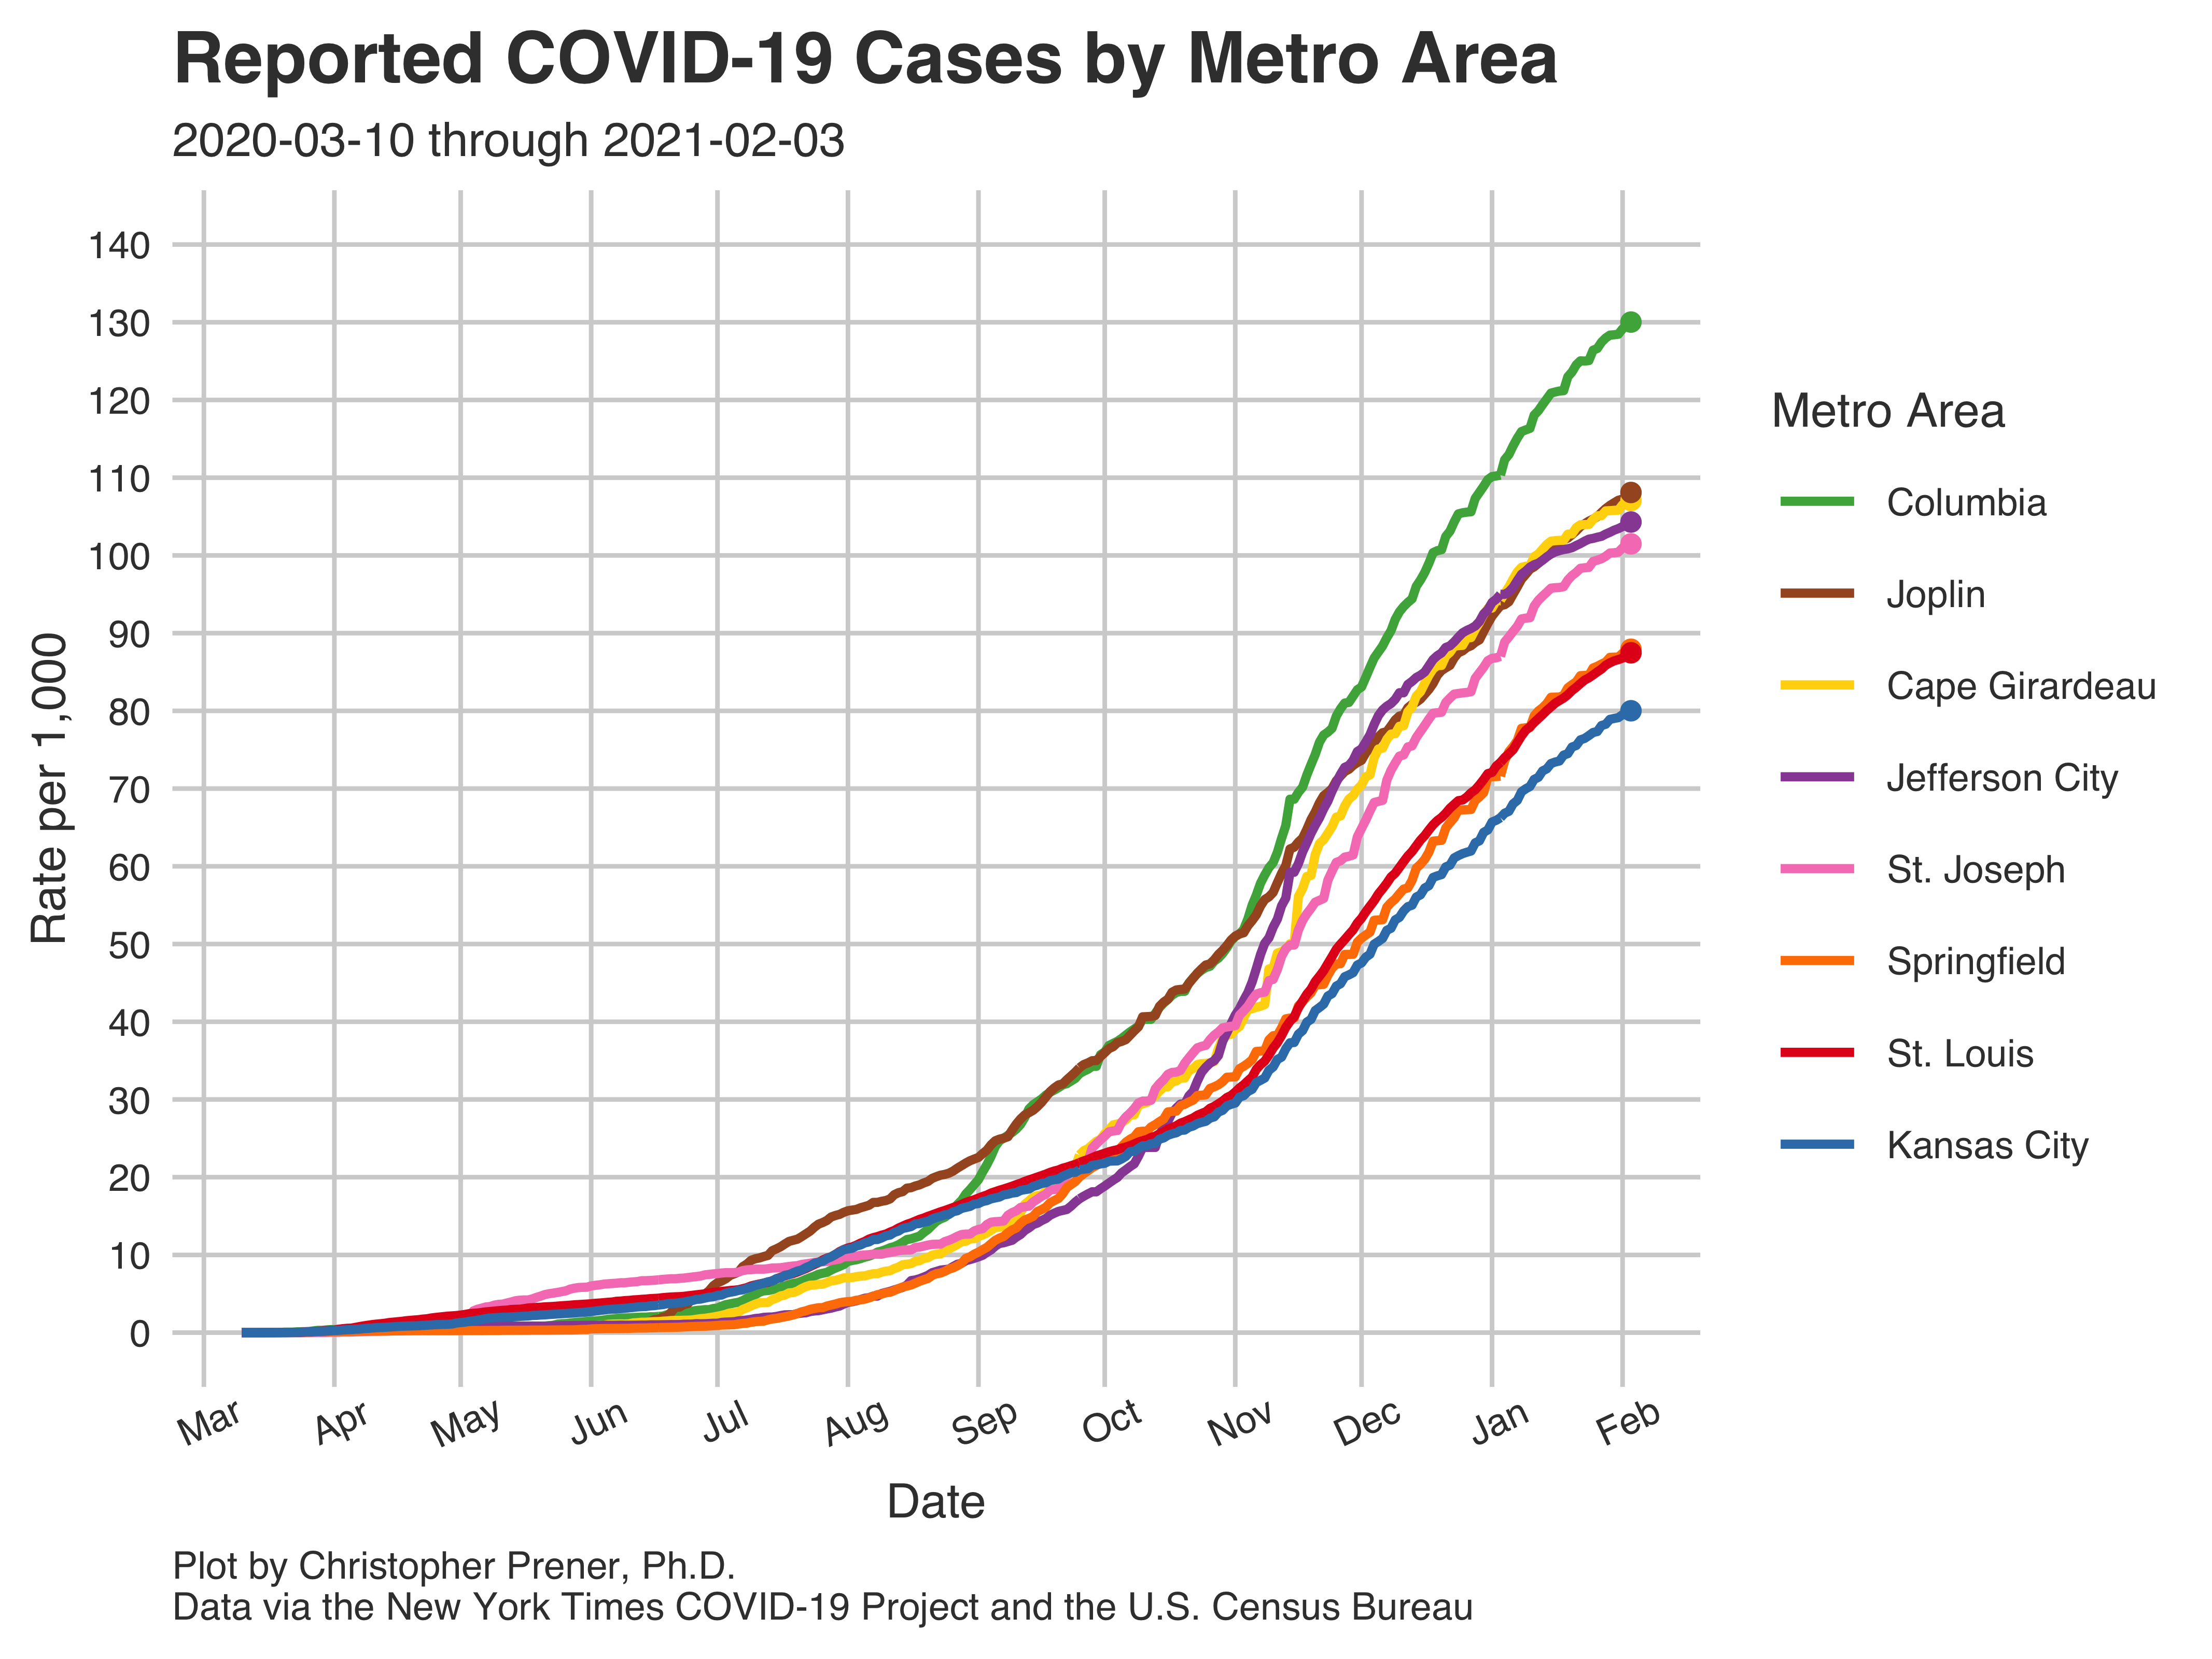 Reported COVID-19 Cases by Metro Area
2020-03-10 through 2021-02-03
140
130
120
110
100
90
80
70
60
50
40
30
20
10
0
Rate per 1,000
Mar
Apr
May
Jun
Jul
Aug
Sep
Oct
Nov
Dec
Jan
Feb
Date
Metro Area
Columbia
Joplin
Cape Girardeau
Jefferson City
St. Joseph
Springfield
St. Louis
Kansas City
Plot by Christopher Prener, Ph.D.
Data via the New York Times COVID-19 Project and the U.S. Census Bureau